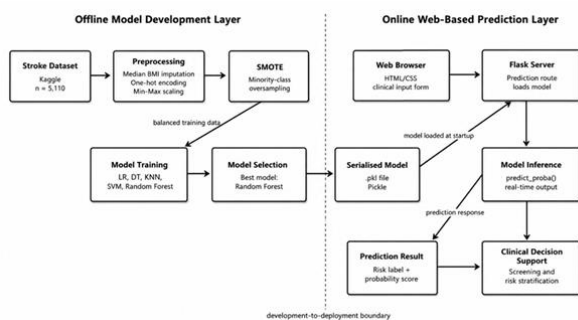 Offline Model Development Layer
Online Web-Based Prediction Layer
Stroke Dataset
Kaggle
n = 5,110
Preprocessing
Median BMI imputation
One-hot encoding
Min-Max scaling
SMOTE
Minority-class
oversampling
Web Browser
HTML/CSS
clinical input form
Flask Server
Prediction route
loads model
balanced training data
model loaded at startup
Model Training
LR, DT, KNN,
SVM, Random Forest
Model Selection
Best model:
Random Forest
Serialised Model
.pkl file
Pickle
Model Inference
predict_proba()
real-time output
prediction response
Prediction Result
Risk label +
probability score
Clinical Decision
Support
Screening and
risk stratification
development-to-deployment boundary